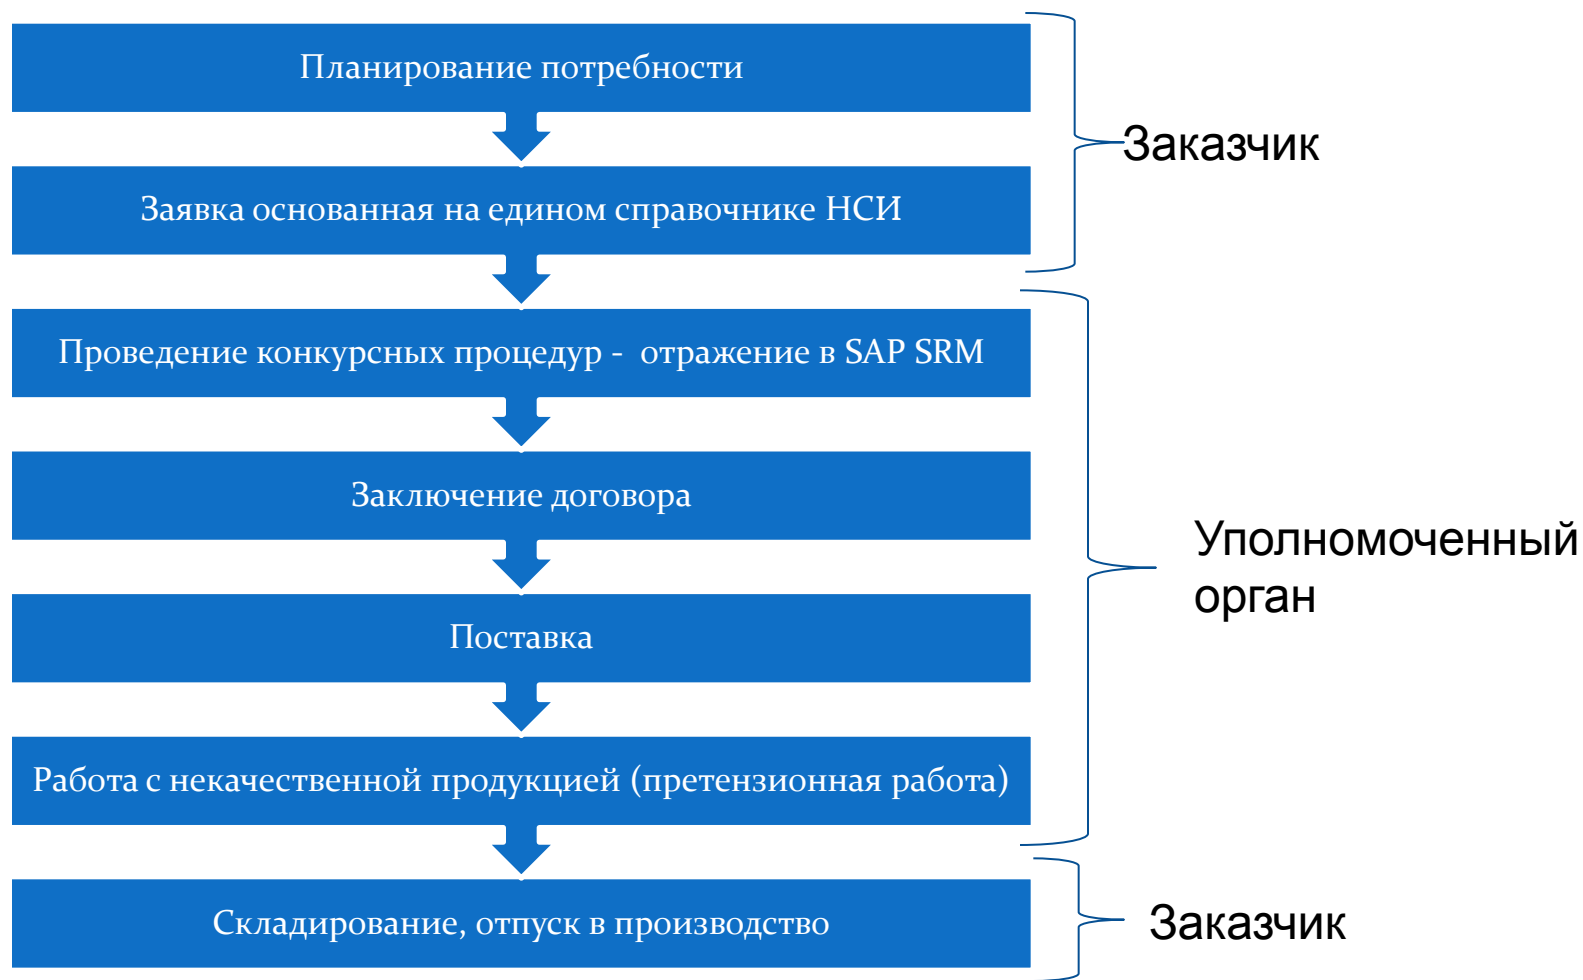 Планирование потребности
Заказчик
Заявка основанная на едином справочнике НСИ
Проведение конкурсных процедур - отражение в SAP SRM
Заключение договора
Уполномоченный
орган
Поставка
Работа с некачественной продукцией (претензионная работа)
Складирование, отпуск в производство
Заказчик